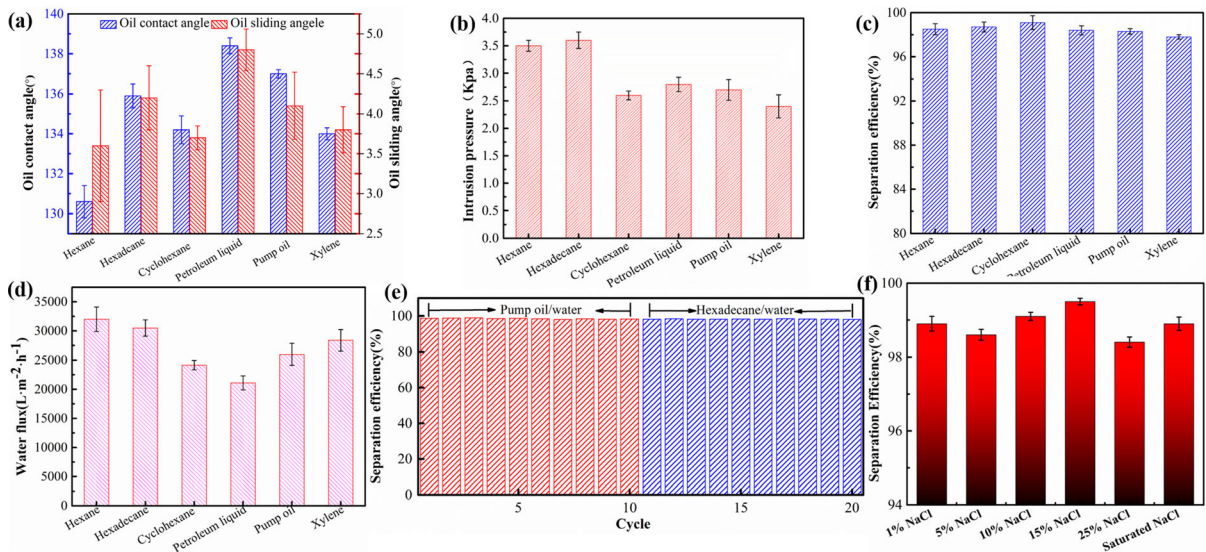 (a)
Oil contact angle
Oil sliding angele
140
138
136
134
132
130
Oil contact angle(°)
5.0
4.5
4.0
3.5
3.0
2.5
Oil sliding angle(°)
Hexane
Hexadcane
Cyclohexane
Petroleum liquid
Pump oil
Xylene
(b)
4.0
3.5
3.0
2.5
2.0
1.5
1.0
0.5
0.0
Intrusion pressure（Kpa）
Hexane
Hexadecane
Cyclohexane
Petroleum liquid
Pump oil
Xylene
(c)
100
96
92
88
84
80
Separation efficiency(%)
Hexane
Hexadecane
Cyclohexane
Petroleum liquid
Pump oil
Xylene
(d)
35000
30000
25000
20000
15000
10000
5000
0
Water flux(L·m-2·h-1)
Hexane
Hexadecane
Cyclohexane
Petroleum liquid
Pump oil
Xylene
(e)
Pump oil/water
Hexadecane/water
100
80
60
40
20
0
Separation efficiency(%)
5
10
15
20
Cycle
(f)
100
98
96
94
Separation Efficiency(%)
1% NaCl
5% NaCl
10% NaCl
15% NaCl
25% NaCl
Saturated NaCl